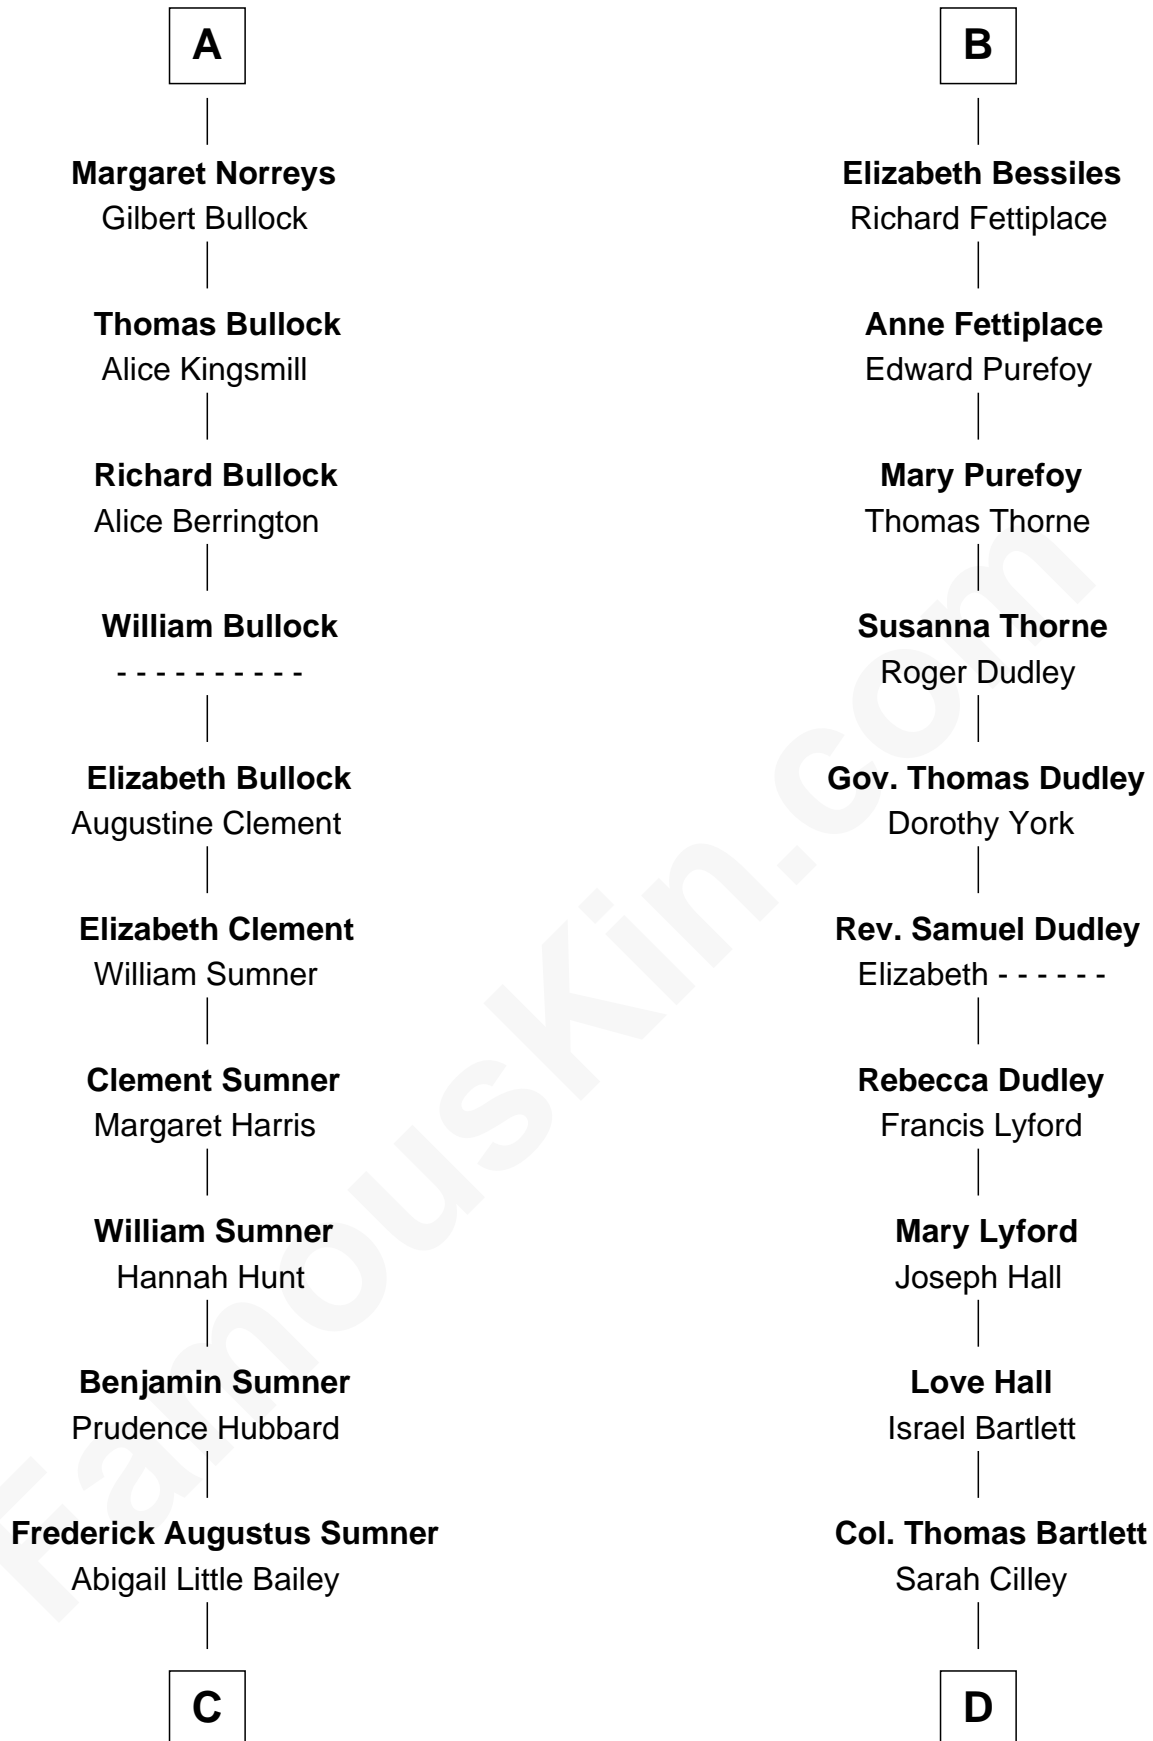 A
Margaret Norreys
Gilbert Bullock
Thomas Bullock
Alice Kingsmill
Richard Bullock
Alice Berrington
William Bullock
- - - - - - - - - -
Elizabeth Bullock
Augustine Clement
Elizabeth Clement
William Sumner
Clement Sumner
Margaret Harris
William Sumner
Hannah Hunt
Benjamin Sumner
Prudence Hubbard
Frederick Augustus Sumner
Abigail Little Bailey
C
B
Elizabeth Bessiles
Richard Fettiplace
Anne Fettiplace
Edward Purefoy
Mary Purefoy
Thomas Thorne
Susanna Thorne
Roger Dudley
Gov. Thomas Dudley
Dorothy York
Rev. Samuel Dudley
Elizabeth - - - - - -
Rebecca Dudley
Francis Lyford
Mary Lyford
Joseph Hall
Love Hall
Israel Bartlett
Col. Thomas Bartlett
Sarah Cilley
D
FamousKin.com